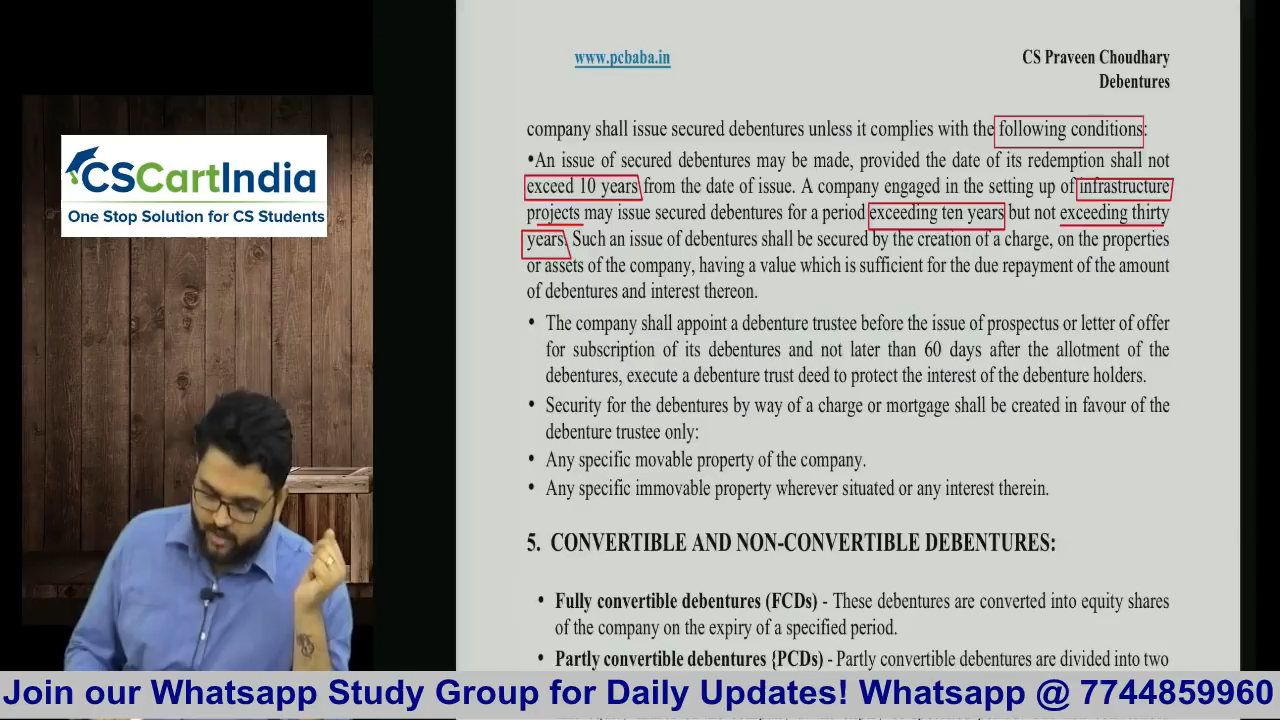 www.pcbaba.in
CS Praveen Choudhary
Debentures
CSCartIndia
One Stop Solution for CS Students
company shall issue secured debentures unless it complies with the following conditions:
•An issue of secured debentures may be made, provided the date of its redemption shall not
exceed 10 years from the date of issue. A company engaged in the setting up of infrastructure
projects may issue secured debentures for a period exceeding ten years but not exceeding thirty
years. Such an issue of debentures shall be secured by the creation of a charge, on the properties
or assets of the company, having a value which is sufficient for the due repayment of the amount
of debentures and interest thereon.
• The company shall appoint a debenture trustee before the issue of prospectus or letter of offer
for subscription of its debentures and not later than 60 days after the allotment of the
debentures, execute a debenture trust deed to protect the interest of the debenture holders.
• Security for the debentures by way of a charge or mortgage shall be created in favour of the
debenture trustee only:
• Any specific movable property of the company.
• Any specific immovable property wherever situated or any interest therein.
5. CONVERTIBLE AND NON-CONVERTIBLE DEBENTURES:
• Fully convertible debentures (FCDs) - These debentures are converted into equity shares
of the company on the expiry of a specified period.
• Partly convertible debentures {PCDs) - Partly convertible debentures are divided into two
Join our Whatsapp Study Group for Daily Updates! Whatsapp @ 7744859960